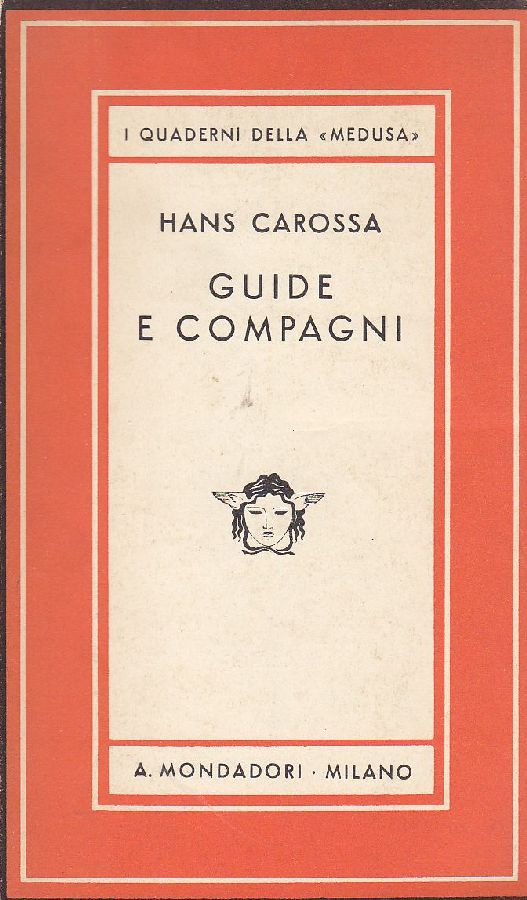 I QUADERNI DELLA «MEDUSA»
HANS CAROSSA
GUIDE
E COMPAGNI
A. MONDADORI · MILANO